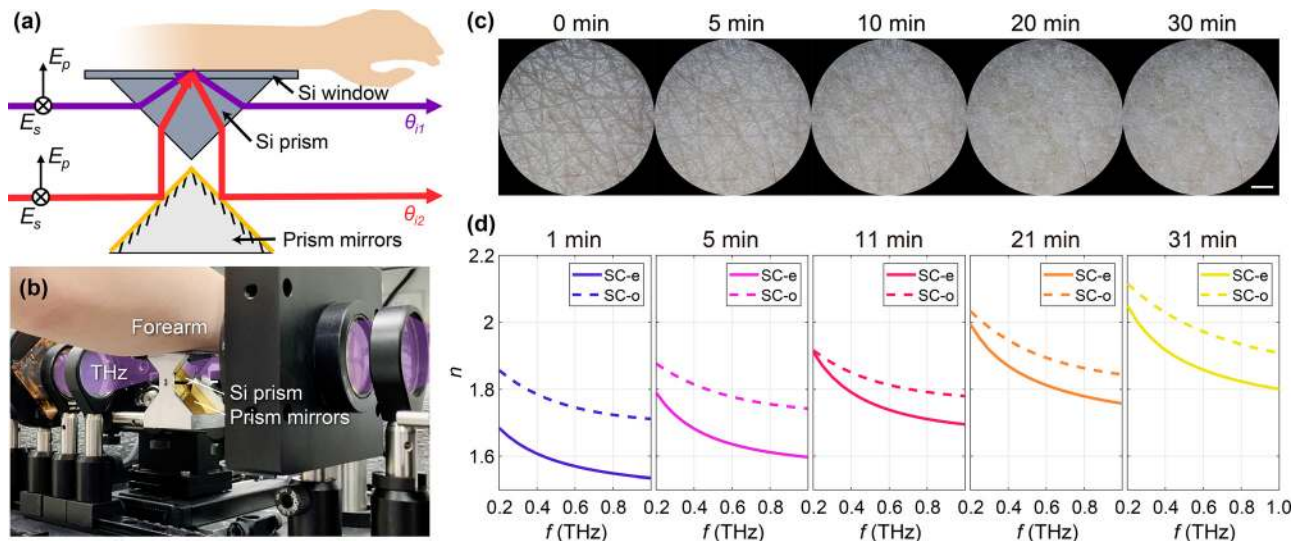 (a)
E_p
E_s
Si window
θ_i1
Si prism
E_p
E_s
θ_i2
Prism mirrors
(b)
Forearm
THz
Si prism
Prism mirrors
(c)
0 min 5 min 10 min 20 min 30 min
(d)
1 min 5 min 11 min 21 min 31 min
2.2
2
1.8
1.6
n
SC-e SC-e SC-e SC-e SC-e
SC-o SC-o SC-o SC-o SC-o
0.2 0.4 0.6 0.8 0.2 0.4 0.6 0.8 0.2 0.4 0.6 0.8 0.2 0.4 0.6 0.8 0.2 0.4 0.6 0.8 1.0
f (THz) f (THz) f (THz) f (THz) f (THz)